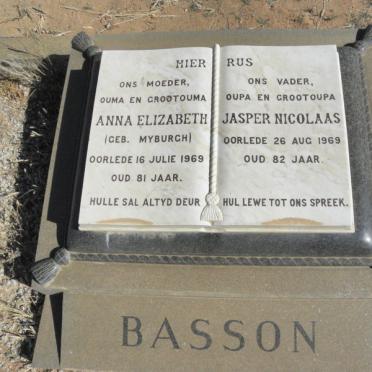 HIER RUS
ONS MOEDER,
OUMA EN GROOTOUMA
ANNA ELIZABETH
(GEB. MYBURGH)
OORLEDE 16 JULIE 1969
OUD 81 JAAR.
ONS VADER,
OUPA EN GROOTOUPA
JASPER NICOLAAS
OORLEDE 26 AUG 1969
OUD 82 JAAR.
HULLE SAL ALTYD DEUR HUL LEWE TOT ONS SPREEK.
BASSON